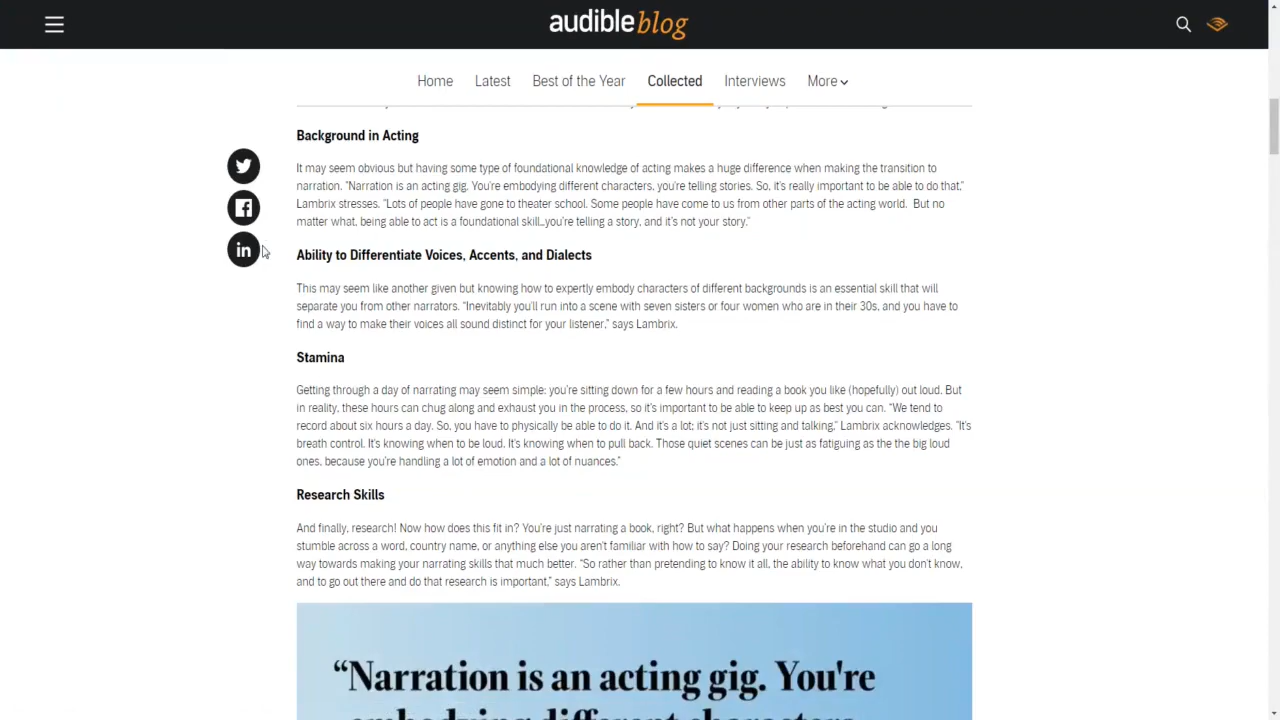 audible blog
Home Latest Best of the Year Collected Interviews More
Background in Acting
It may seem obvious but having some type of foundational knowledge of acting makes a huge difference when making the transition to
narration. "Narration is an acting gig. You're embodying different characters, you're telling stories. So, it's really important to be able to do that,"
Lambrix stresses. "Lots of people have gone to theater school. Some people have come to us from other parts of the acting world.  But no
matter what, being able to act is a foundational skill...you're telling a story, and it's not your story."
in
Ability to Differentiate Voices, Accents, and Dialects
This may seem like another given but knowing how to expertly embody characters of different backgrounds is an essential skill that will
separate you from other narrators. "Inevitably you'll run into a scene with seven sisters or four women who are in their 30s, and you have to
find a way to make their voices all sound distinct for your listener," says Lambrix.
Stamina
Getting through a day of narrating may seem simple: you're sitting down for a few hours and reading a book you like (hopefully) out loud. But
in reality, these hours can chug along and exhaust you in the process, so it's important to be able to keep up as best you can. "We tend to
record about six hours a day. So, you have to physically be able to do it. And it's a lot; it's not just sitting and talking," Lambrix acknowledges. "It's
breath control. It's knowing when to be loud. It's knowing when to pull back. Those quiet scenes can be just as fatiguing as the the big loud
ones, because you're handling a lot of emotion and a lot of nuances."
Research Skills
And finally, research! Now how does this fit in? You're just narrating a book, right? But what happens when you're in the studio and you
stumble across a word, country name, or anything else you aren't familiar with how to say? Doing your research beforehand can go a long
way towards making your narrating skills that much better. "So rather than pretending to know it all, the ability to know what you don't know,
and to go out there and do that research is important," says Lambrix.
"Narration is an acting gig. You're
embodying different characters